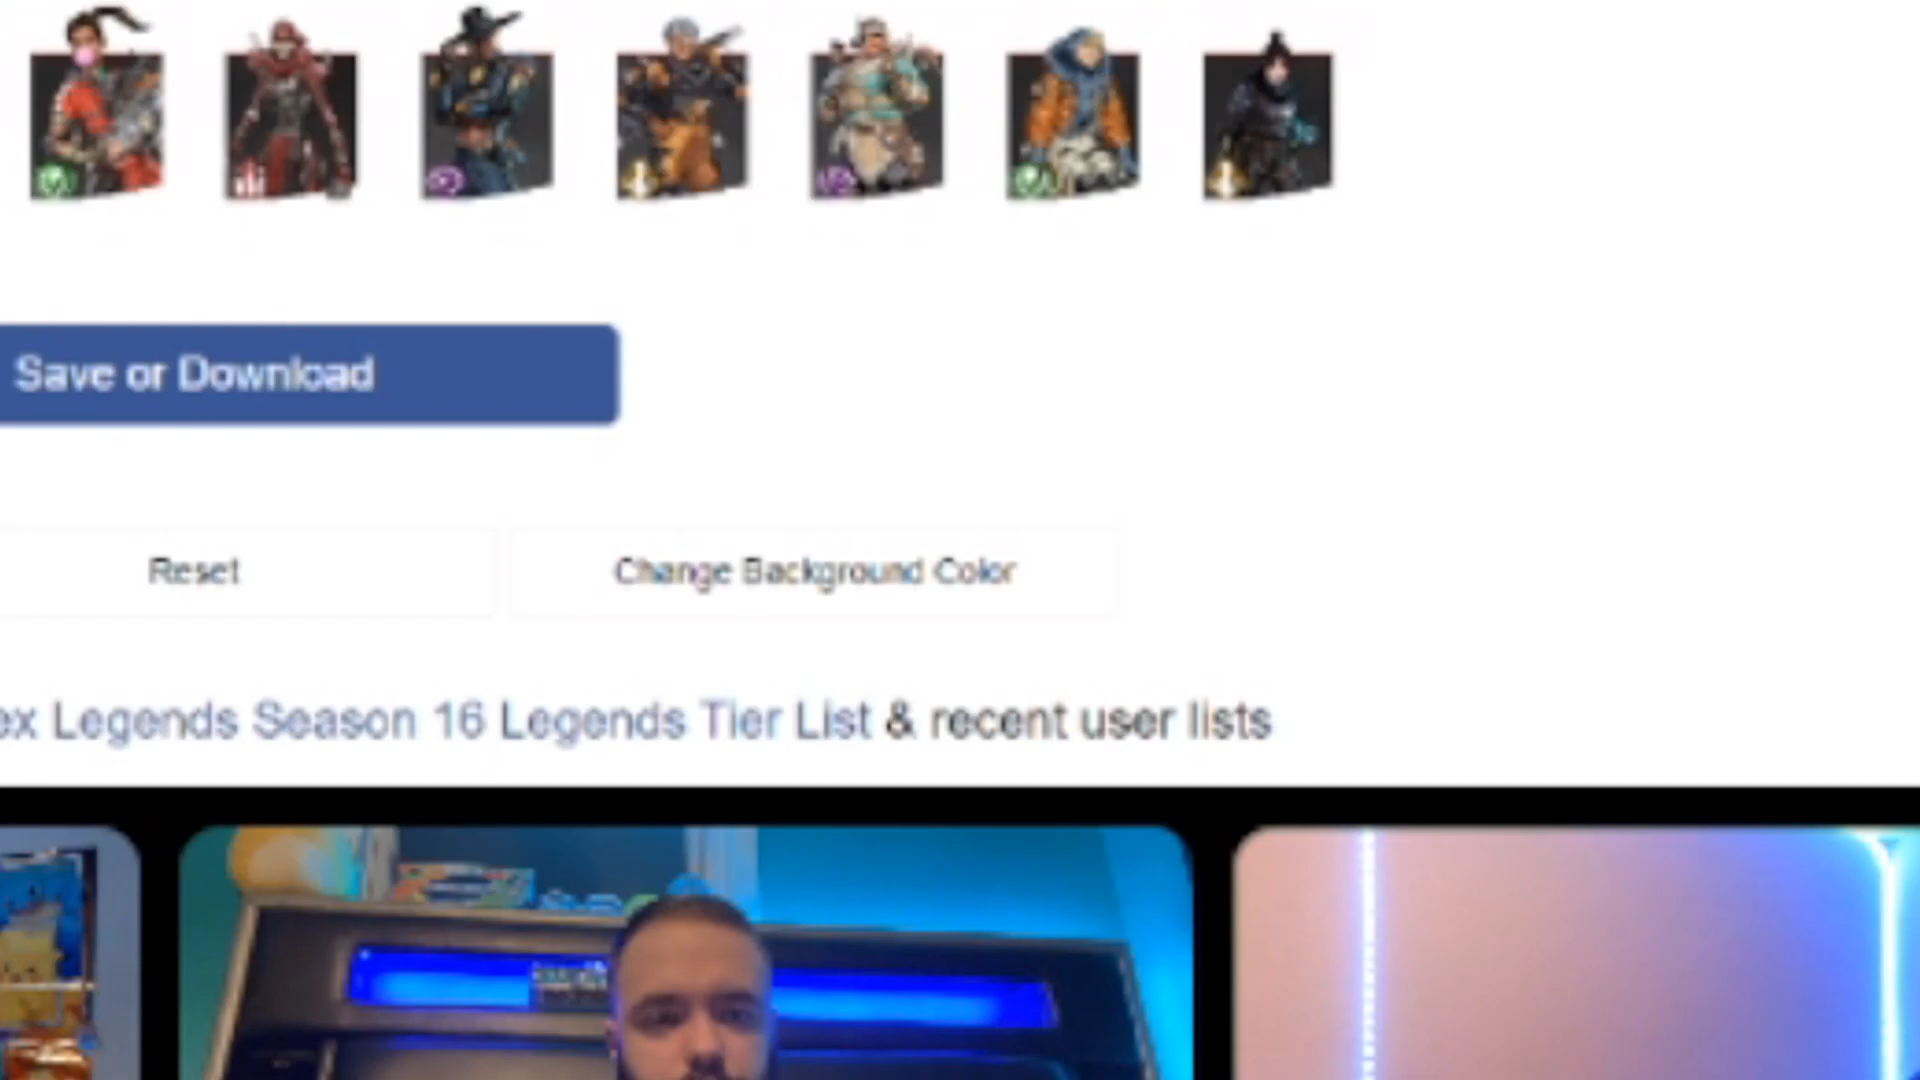 Save or Download
Reset
Change Background Color
ex Legends Season 16 Legends Tier List & recent user lists